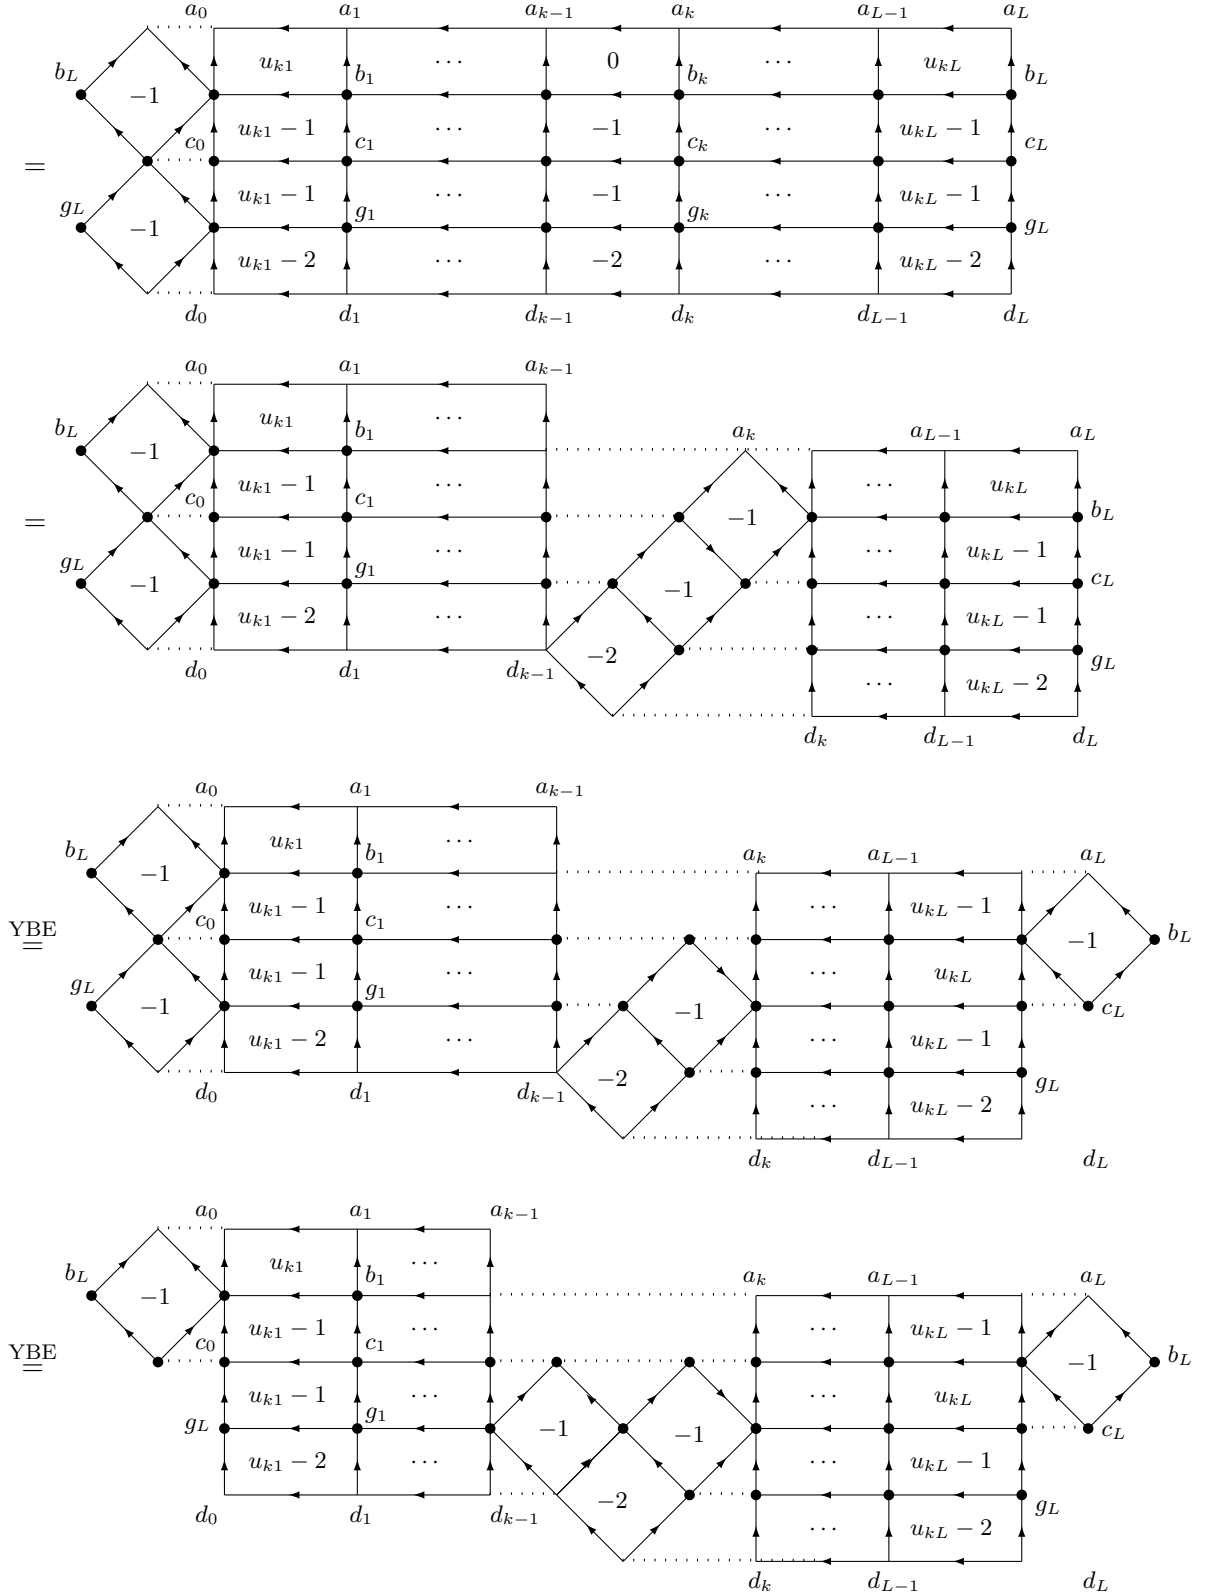 a_0 a_1 a_{k−1} a_k a_{L−1} a_L
u_{k1} ⋯ 0 ⋯ u_{kL}
b_L −1 b_1 b_k b_L
u_{k1} − 1 ⋯ −1 ⋯ u_{kL} − 1
= c_0 c_1 c_k c_L
u_{k1} − 1 ⋯ −1 ⋯ u_{kL} − 1
g_L −1 g_1 g_k g_L
u_{k1} − 2 ⋯ −2 ⋯ u_{kL} − 2
d_0 d_1 d_{k−1} d_k d_{L−1} d_L
a_0 a_1 a_{k−1}
u_{k1} ⋯ a_k a_{L−1} a_L
b_L −1 b_1
u_{k1} − 1 ⋯ ⋯ u_{kL}
= c_0 c_1 −1 b_L
u_{k1} − 1 ⋯ ⋯ u_{kL} − 1
g_L −1 g_1 −1 c_L
u_{k1} − 2 ⋯ ⋯ u_{kL} − 1
d_0 d_1 d_{k−1} −2 g_L
⋯ u_{kL} − 2
d_k d_{L−1} d_L
a_0 a_1 a_{k−1}
u_{k1} ⋯
b_L −1 b_1 a_k a_{L−1} a_L
u_{k1} − 1 ⋯ ⋯ u_{kL} − 1
YBE
= c_0 c_1 −1 b_L
u_{k1} − 1 ⋯ ⋯ u_{kL}
g_L −1 g_1 −1 c_L
u_{k1} − 2 ⋯ ⋯ u_{kL} − 1
d_0 d_1 d_{k−1} −2 g_L
⋯ u_{kL} − 2
d_k d_{L−1} d_L
a_0 a_1 a_{k−1}
u_{k1} ⋯
b_L −1 b_1 a_k a_{L−1} a_L
u_{k1} − 1 ⋯ ⋯ u_{kL} − 1
YBE
= c_0 c_1 −1 b_L
u_{k1} − 1 ⋯ ⋯ u_{kL}
g_L g_1 −1 −1 c_L
u_{k1} − 2 ⋯ ⋯ u_{kL} − 1
d_0 d_1 d_{k−1} −2 g_L
⋯ u_{kL} − 2
d_k d_{L−1} d_L